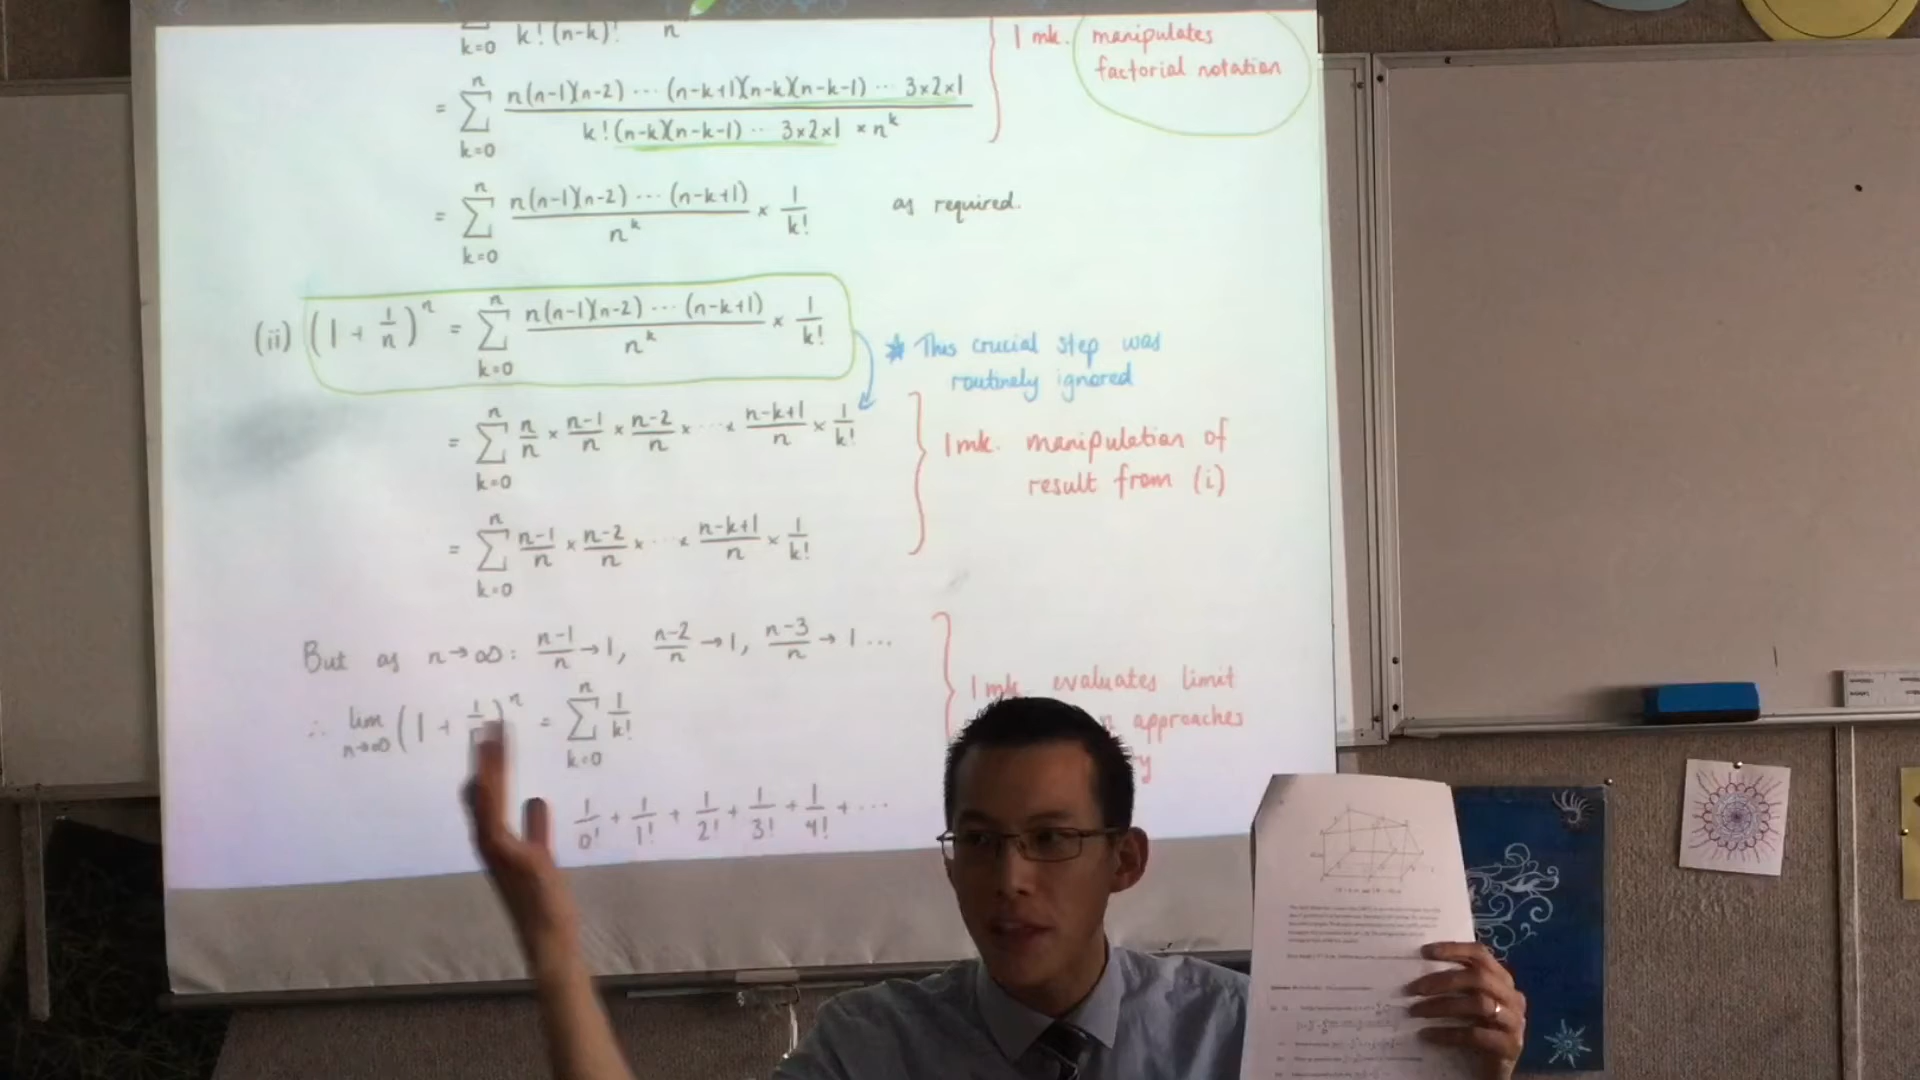 k=0 k!(n-k)! n
1 mk. manipulates
factorial notation
= n∑k=0 n(n-1)(n-2) ... (n-k+1)(n-k)(n-k-1) ... 3×2×1 / k!(n-k)(n-k-1) ... 3×2×1 × n^k
= n∑k=0 n(n-1)(n-2) ... (n-k+1) / n^k × 1/k! as required.
(ii) (1 + 1/n)^n = n∑k=0 n(n-1)(n-2) ... (n-k+1) / n^k × 1/k!
* This crucial step was
routinely ignored
= n∑k=0 n/n × n-1/n × n-2/n × ... × n-k+1/n × 1/k!
1 mk. manipulation of
result from (i)
= n∑k=0 n-1/n × n-2/n × ... × n-k+1/n × 1/k!
But as n→∞: n-1/n → 1, n-2/n → 1, n-3/n → 1 ...
1 mk. evaluates limit
approaches
∴ lim n→∞ (1 + 1/)^n = n∑k=0 1/k!
1/0! + 1/1! + 1/2! + 1/3! + 1/4! + ...